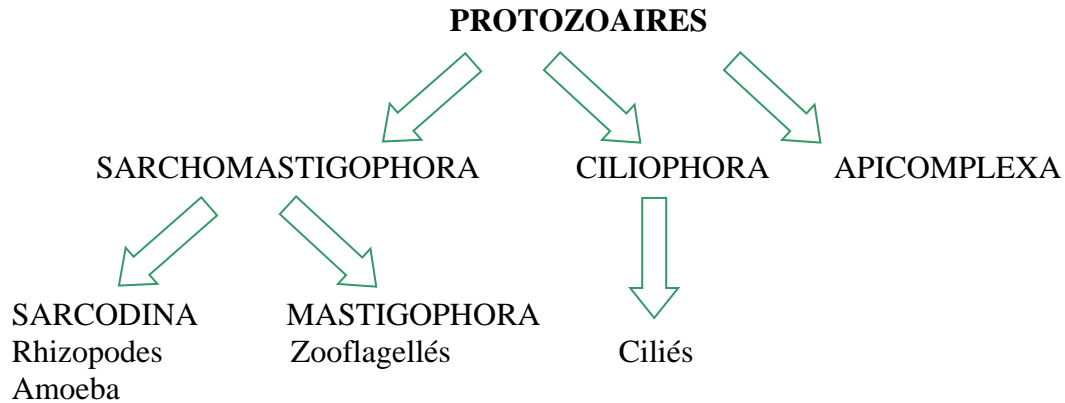 PROTOZOAIRES
SARCHOMASTIGOPHORA CILIOPHORA APICOMPLEXA
SARCODINA MASTIGOPHORA
Rhizopodes Zooflagellés Ciliés
Amoeba